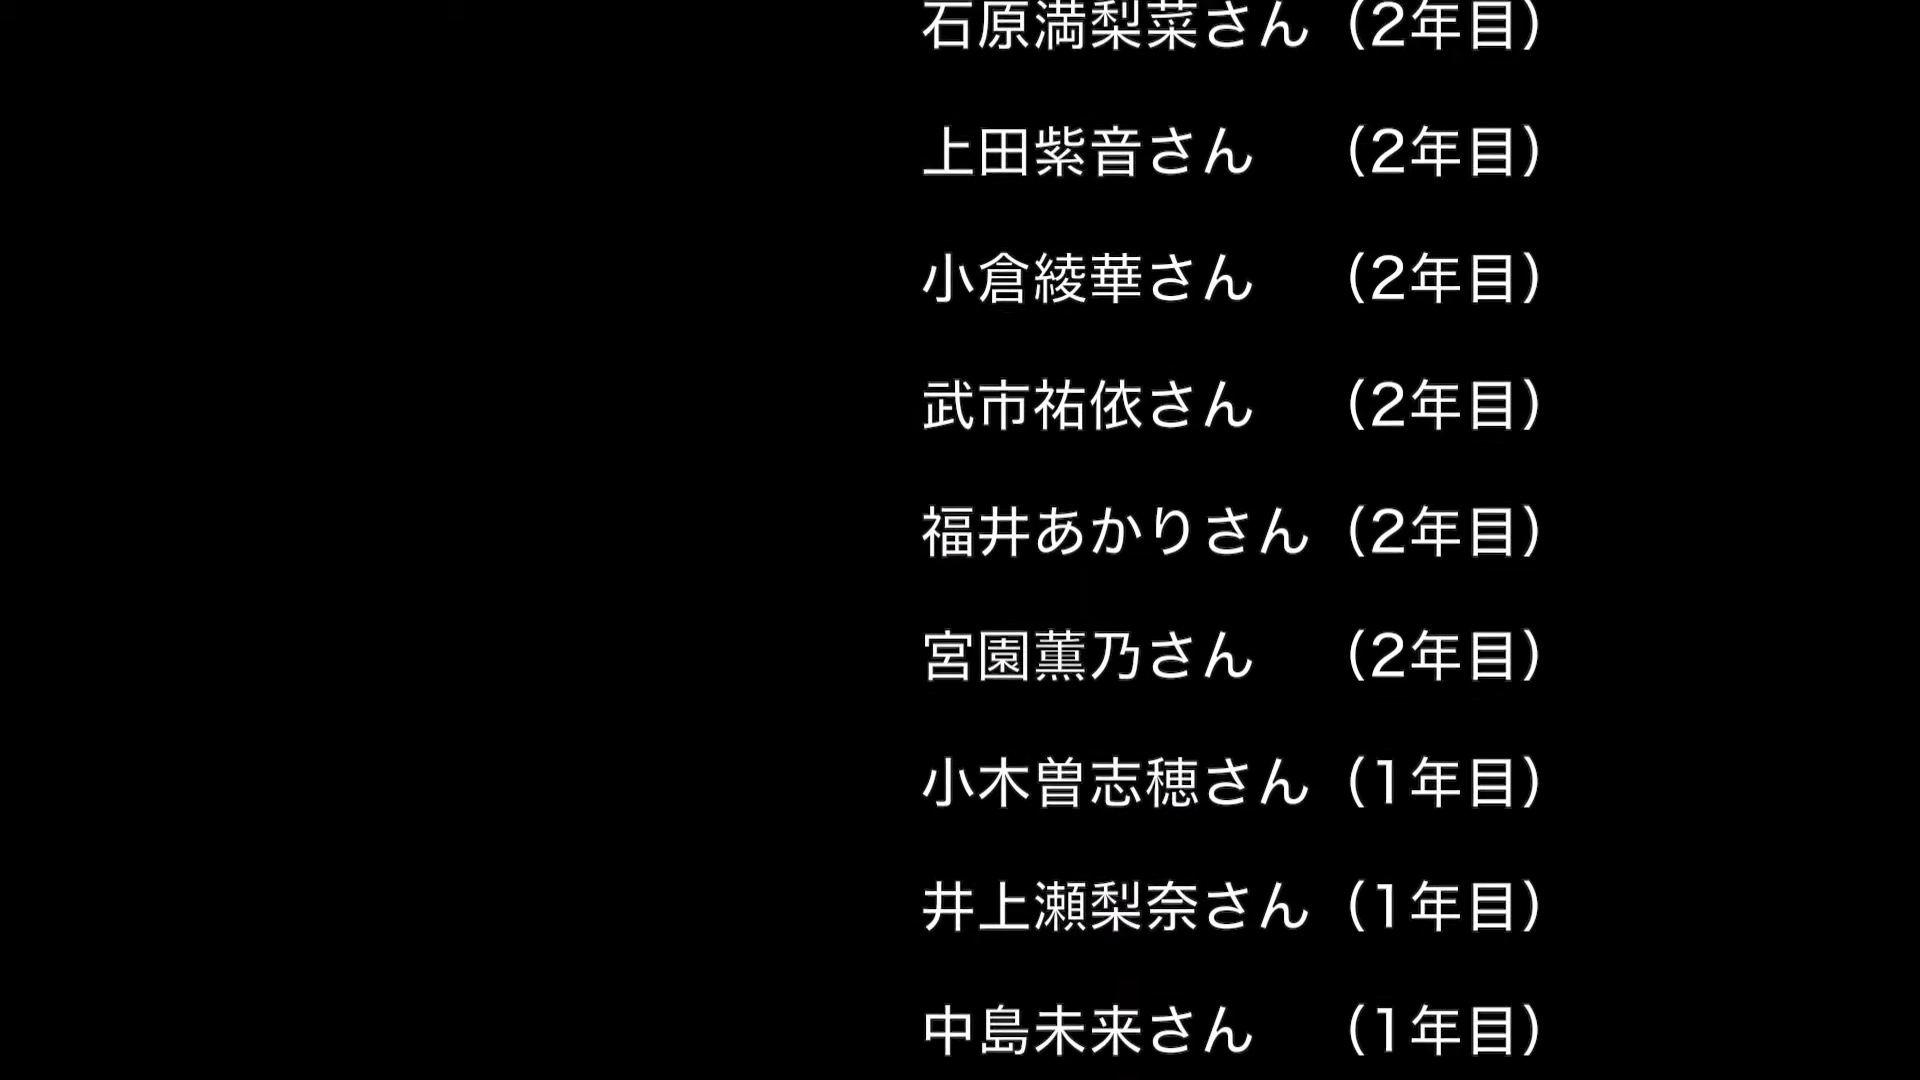 石原満梨菜さん（2年目）
上田紫音さん　（2年目）
小倉綾華さん　（2年目）
武市祐依さん　（2年目）
福井あかりさん（2年目）
宮園薫乃さん　（2年目）
小木曽志穂さん（1年目）
井上瀬梨奈さん（1年目）
中島未来さん　（1年目）